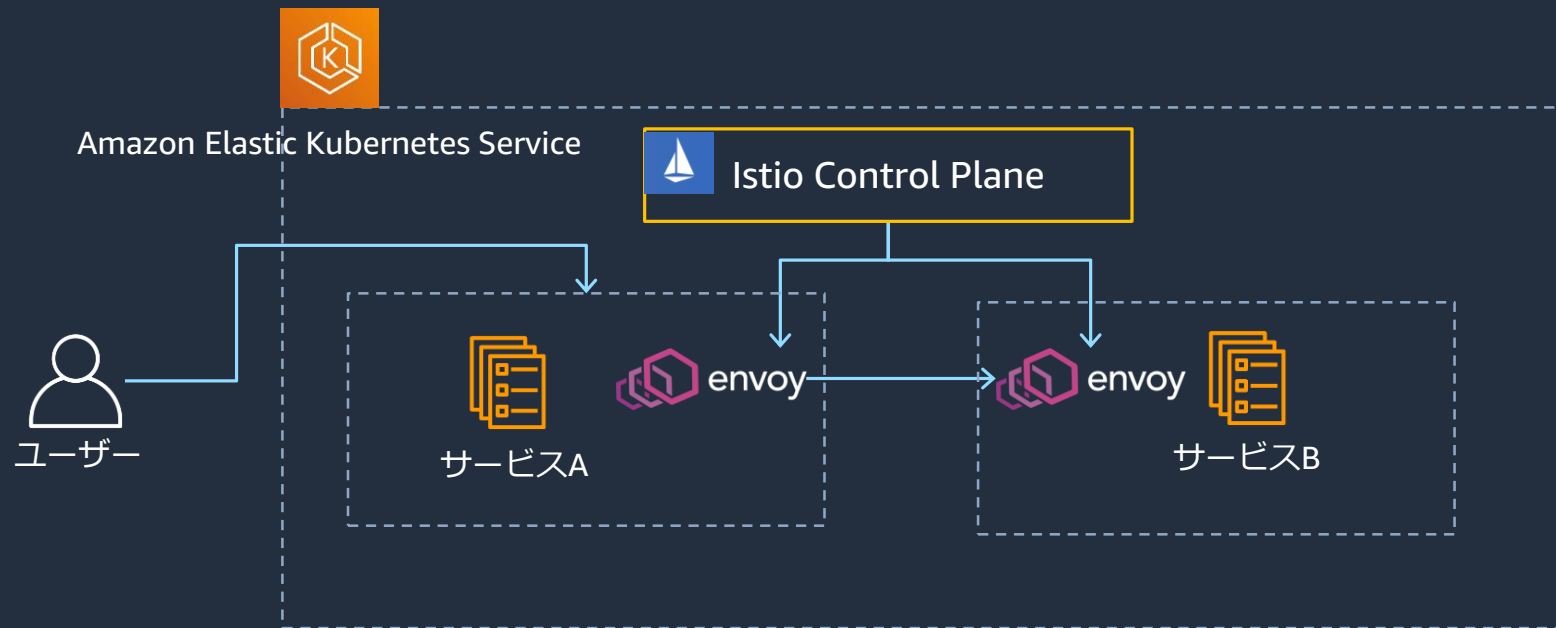 Amazon Elastic Kubernetes Service
Istio Control Plane
ユーザー
サービスA
envoy
envoy
サービスB